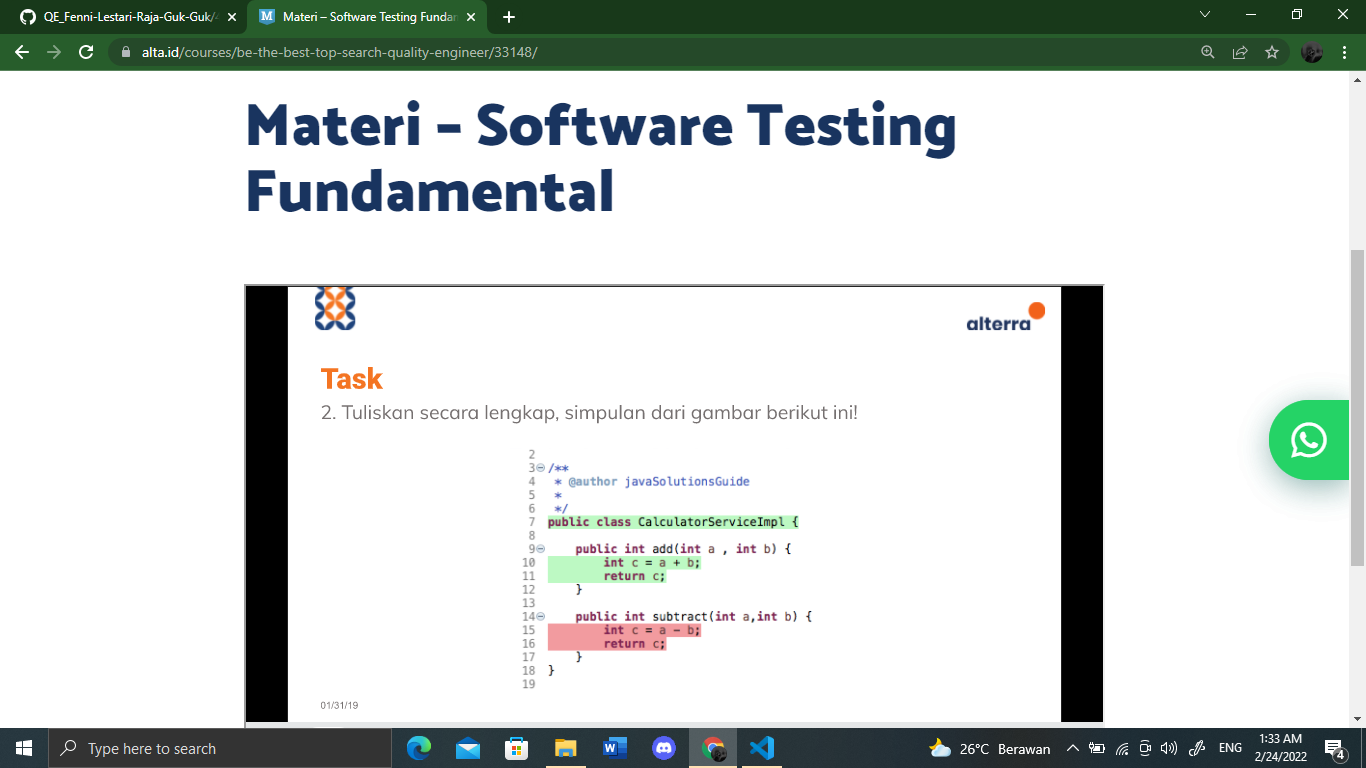 QE_Fenni-Lestari-Raja-Guk-Guk/
Materi – Software Testing Fundan
alta.id/courses/be-the-best-top-search-quality-engineer/33148/
Materi – Software Testing
Fundamental
alterra
Task
2. Tuliskan secara lengkap, simpulan dari gambar berikut ini!
2
3 /**
4 * @author javaSolutionsGuide
5 *
6 */
7 public class CalculatorServiceImpl {
8
9 public int add(int a , int b) {
10 int c = a + b;
11 return c;
12 }
13
14 public int subtract(int a,int b) {
15 int c = a - b;
16 return c;
17 }
18 }
19
01/31/19
Type here to search
26°C Berawan
ENG
1:33 AM
2/24/2022
4